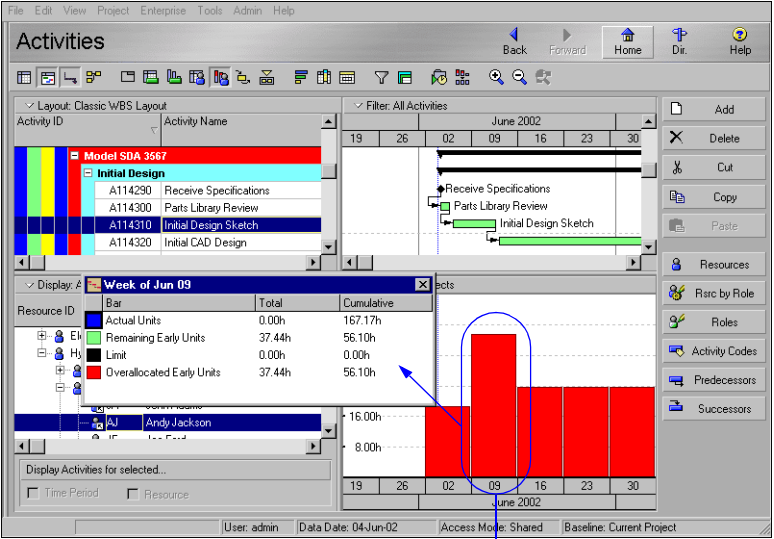 File Edit View Project Enterprise Tools Admin Help
Activities
Back Forward Home Dir. Help
Layout: Classic WBS Layout
Filter: All Activities
Activity ID Activity Name
June 2002
19 26 02 09 16 23 30
Model SDA 3567
Initial Design
A114290 Receive Specifications
A114300 Parts Library Review
A114310 Initial Design Sketch
A114320 Initial CAD Design
Receive Specifications
Parts Library Review
Initial Design Sketch
Add
Delete
Cut
Copy
Paste
Resources
Rsrc by Role
Roles
Activity Codes
Predecessors
Successors
Display: A
ects
Resource ID
Week of Jun 09
Bar Total Cumulative
Actual Units 0.00h 167.17h
Remaining Early Units 37.44h 56.10h
Limit 0.00h 0.00h
Overallocated Early Units 37.44h 56.10h
El
Hy
AJ Andy Jackson
16.00h
8.00h
Display Activities for selected...
Time Period Resource
19 26 02 09 16 23 30
June 2002
User: admin Data Date: 04-Jun-02 Access Mode: Shared Baseline: Current Project